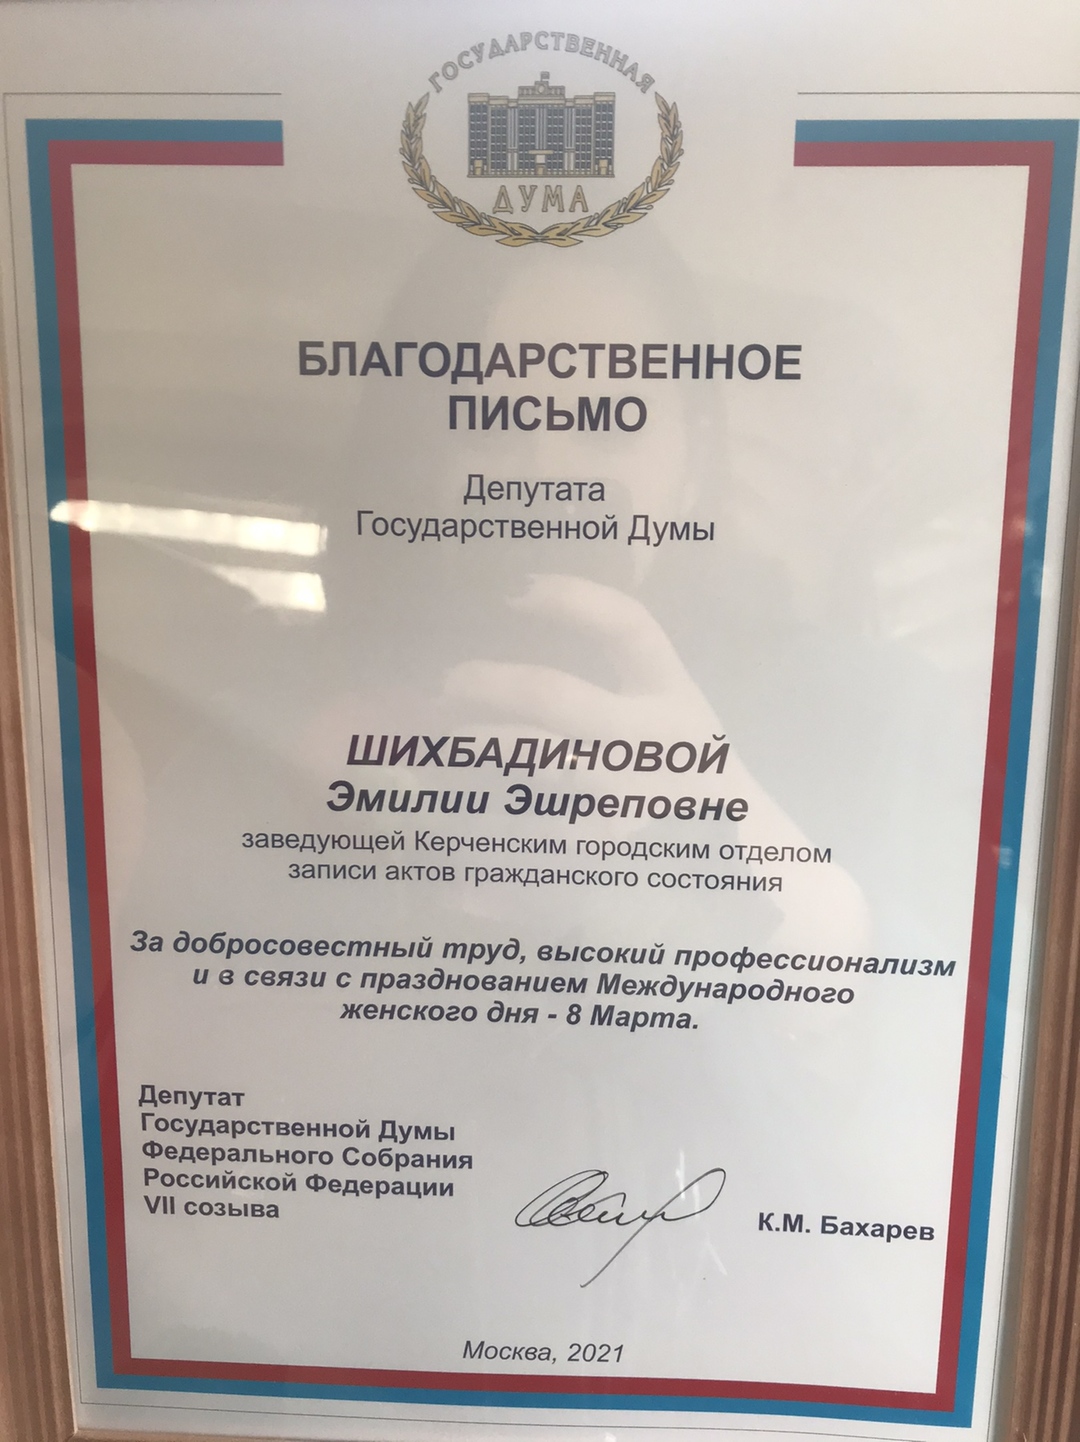 ГОСУДАРСТВЕННАЯ
ДУМА
БЛАГОДАРСТВЕННОЕ
ПИСЬМО
Депутата
Государственной Думы
ШИХБАДИНОВОЙ
Эмилии Эшреповне
заведующей Керченским городским отделом
записи актов гражданского состояния
За добросовестный труд, высокий профессионализм
и в связи с празднованием Международного
женского дня - 8 Марта.
Депутат
Государственной Думы
Федерального Собрания
Российской Федерации
VII созыва
К.М. Бахарев
Москва, 2021